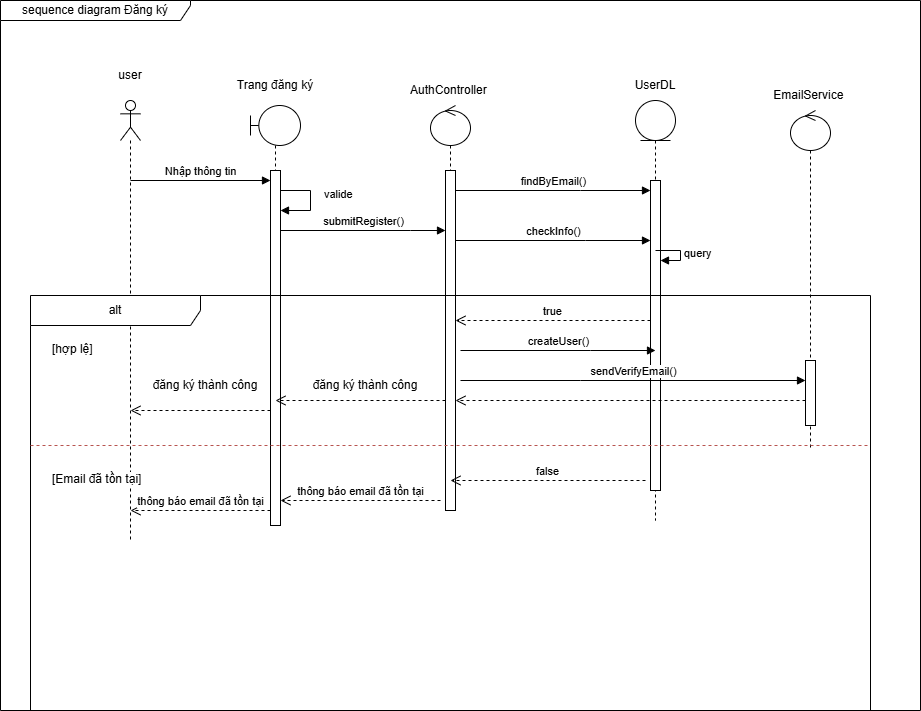 sequence diagram Đăng ký
user
Trang đăng ký
AuthController
UserDL
EmailService
Nhập thông tin
valide
findByEmail()
submitRegister()
checkInfo()
query
alt
true
[hợp lệ]
createUser()
sendVerifyEmail()
đăng ký thành công
đăng ký thành công
[Email đã tồn tại]
false
thông báo email đã tồn tại
thông báo email đã tồn tại